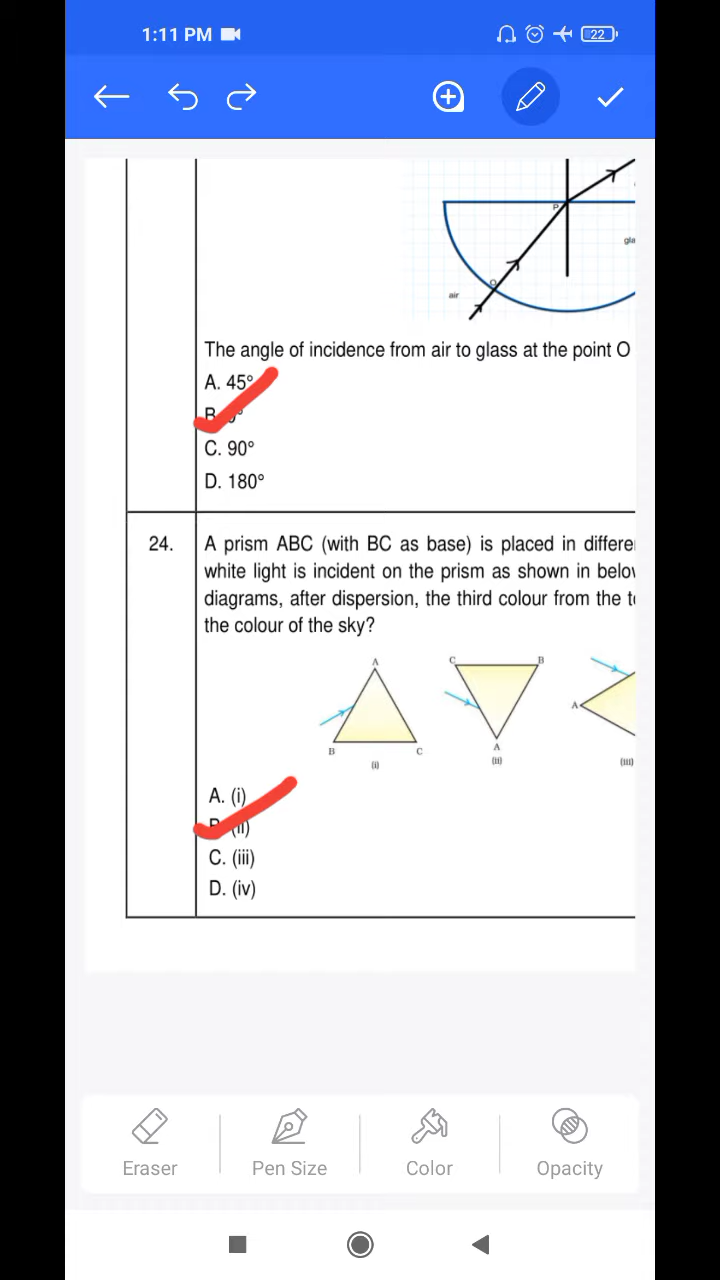 1:11 PM
22
P
gla
O
air
The angle of incidence from air to glass at the point O
A. 45°
B. 0°
C. 90°
D. 180°
24. A prism ABC (with BC as base) is placed in differe
white light is incident on the prism as shown in belo
diagrams, after dispersion, the third colour from the t
the colour of the sky?
A
B C
(i)
C B
A
(ii)
A
(iii)
A. (i)
B. (ii)
C. (iii)
D. (iv)
Eraser Pen Size Color Opacity